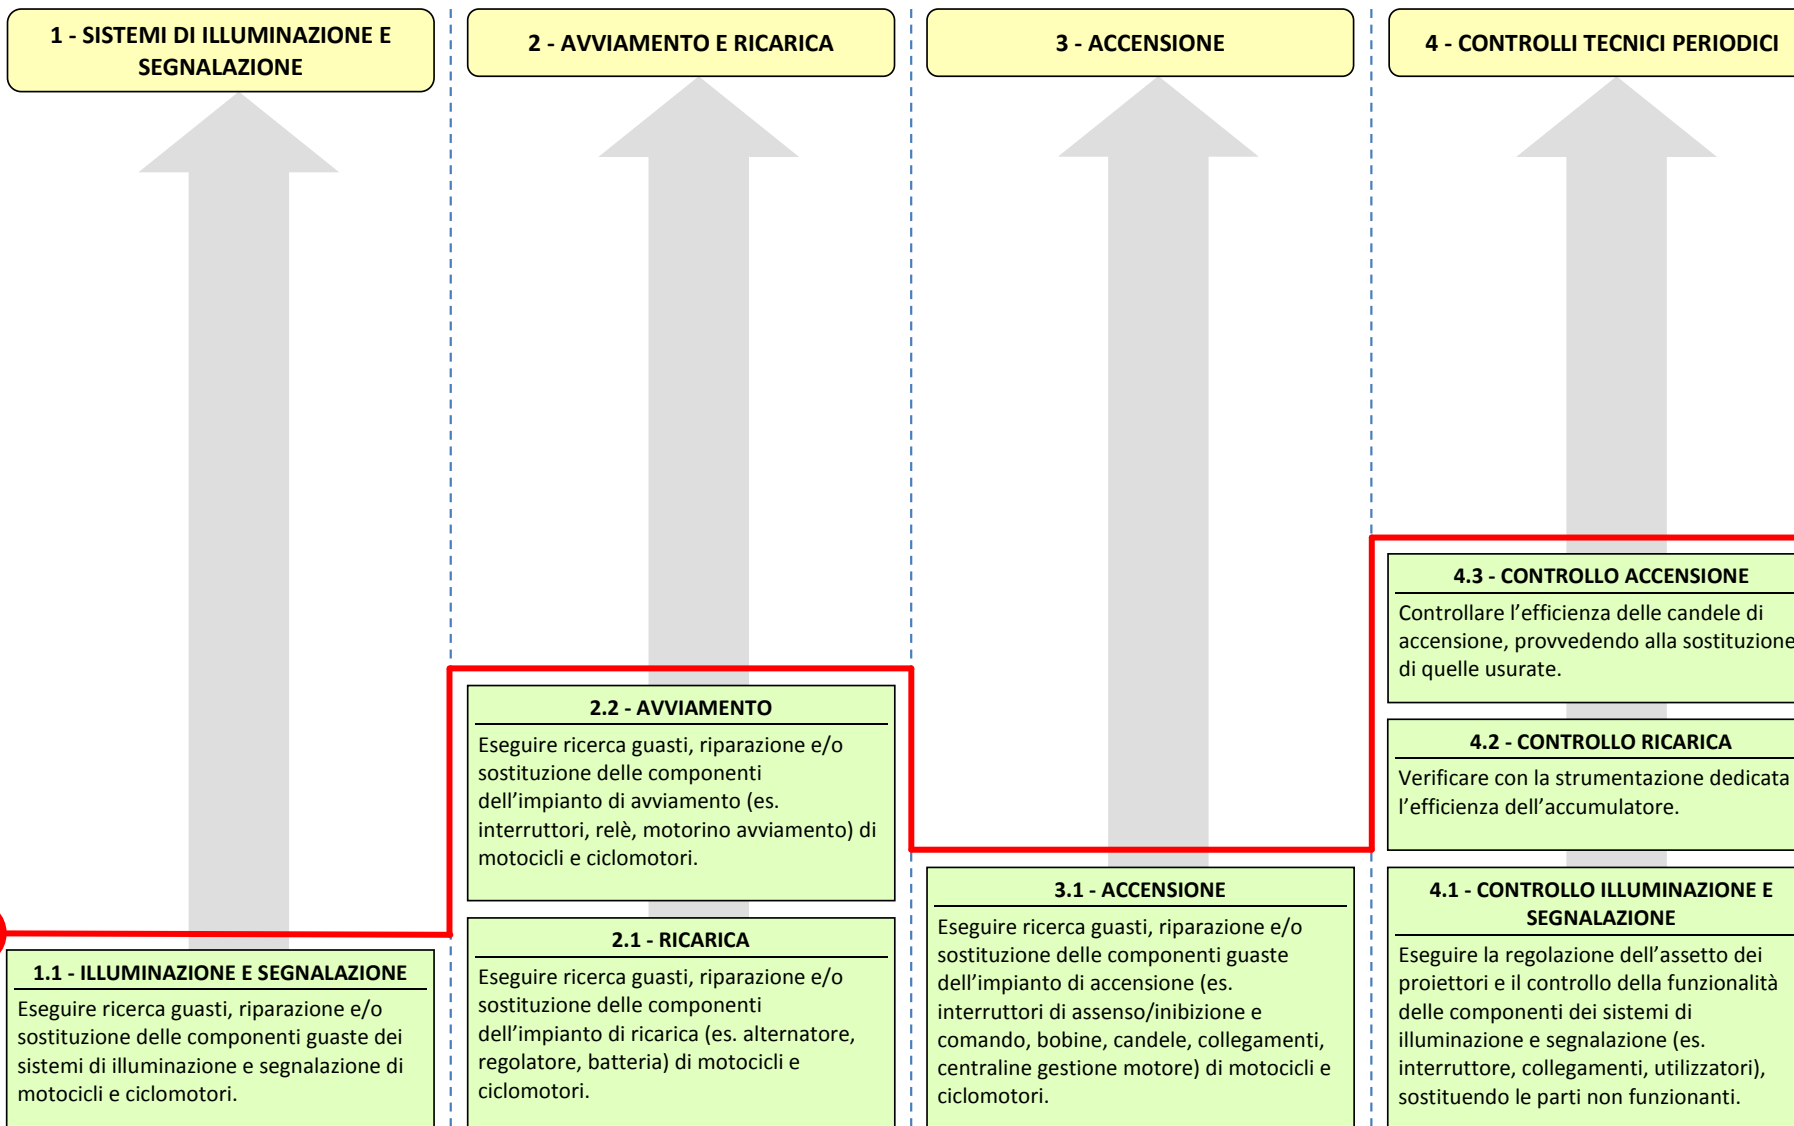 1 - SISTEMI DI ILLUMINAZIONE E
SEGNALAZIONE
2 - AVVIAMENTO E RICARICA
3 - ACCENSIONE
4 - CONTROLLI TECNICI PERIODICI
1.1 - ILLUMINAZIONE E SEGNALAZIONE
Eseguire ricerca guasti, riparazione e/o
sostituzione delle componenti guaste dei
sistemi di illuminazione e segnalazione di
motocicli e ciclomotori.
2.2 - AVVIAMENTO
Eseguire ricerca guasti, riparazione e/o
sostituzione delle componenti
dell’impianto di avviamento (es.
interruttori, relè, motorino avviamento) di
motocicli e ciclomotori.
2.1 - RICARICA
Eseguire ricerca guasti, riparazione e/o
sostituzione delle componenti
dell’impianto di ricarica (es. alternatore,
regolatore, batteria) di motocicli e
ciclomotori.
3.1 - ACCENSIONE
Eseguire ricerca guasti, riparazione e/o
sostituzione delle componenti guaste
dell’impianto di accensione (es.
interruttori di assenso/inibizione e
comando, bobine, candele, collegamenti,
centraline gestione motore) di motocicli e
ciclomotori.
4.3 - CONTROLLO ACCENSIONE
Controllare l’efficienza delle candele di
accensione, provvedendo alla sostituzione
di quelle usurate.
4.2 - CONTROLLO RICARICA
Verificare con la strumentazione dedicata
l’efficienza dell’accumulatore.
4.1 - CONTROLLO ILLUMINAZIONE E
SEGNALAZIONE
Eseguire la regolazione dell’assetto dei
proiettori e il controllo della funzionalità
delle componenti dei sistemi di
illuminazione e segnalazione (es.
interruttore, collegamenti, utilizzatori),
sostituendo le parti non funzionanti.